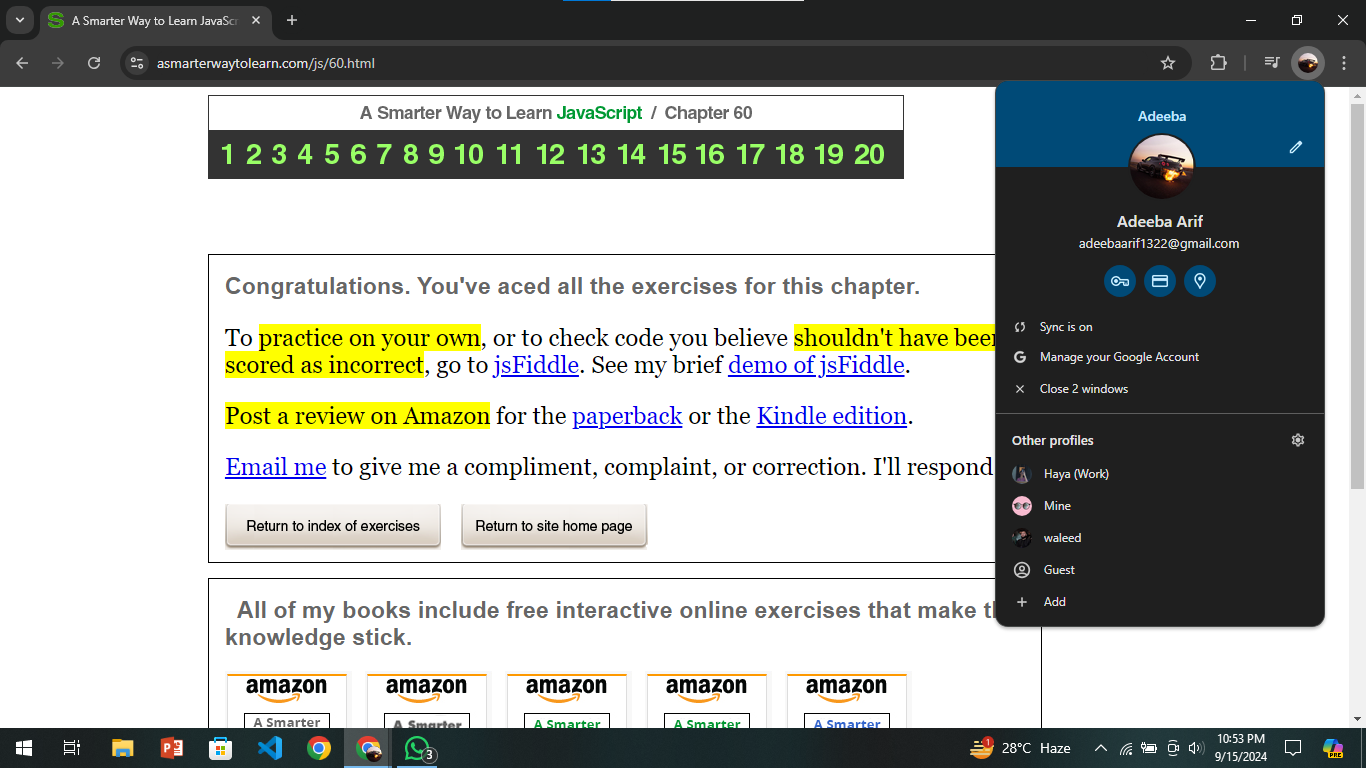 A Smarter Way to Learn JavaScr
asmarterwaytolearn.com/js/60.html
A Smarter Way to Learn JavaScript / Chapter 60
1 2 3 4 5 6 7 8 9 10 11 12 13 14 15 16 17 18 19 20
Congratulations. You've aced all the exercises for this chapter.
To practice on your own, or to check code you believe shouldn't have been
scored as incorrect, go to jsFiddle. See my brief demo of jsFiddle.
Post a review on Amazon for the paperback or the Kindle edition.
Email me to give me a compliment, complaint, or correction. I'll respond
Return to index of exercises
Return to site home page
All of my books include free interactive online exercises that make th
knowledge stick.
amazon amazon amazon amazon amazon
A Smarter A Smarter A Smarter A Smarter A Smarter
Adeeba
Adeeba Arif
adeebaarif1322@gmail.com
Sync is on
G Manage your Google Account
Close 2 windows
Other profiles
Haya (Work)
Mine
waleed
Guest
Add
3
1
28°C Haze
10:53 PM
9/15/2024
PRE